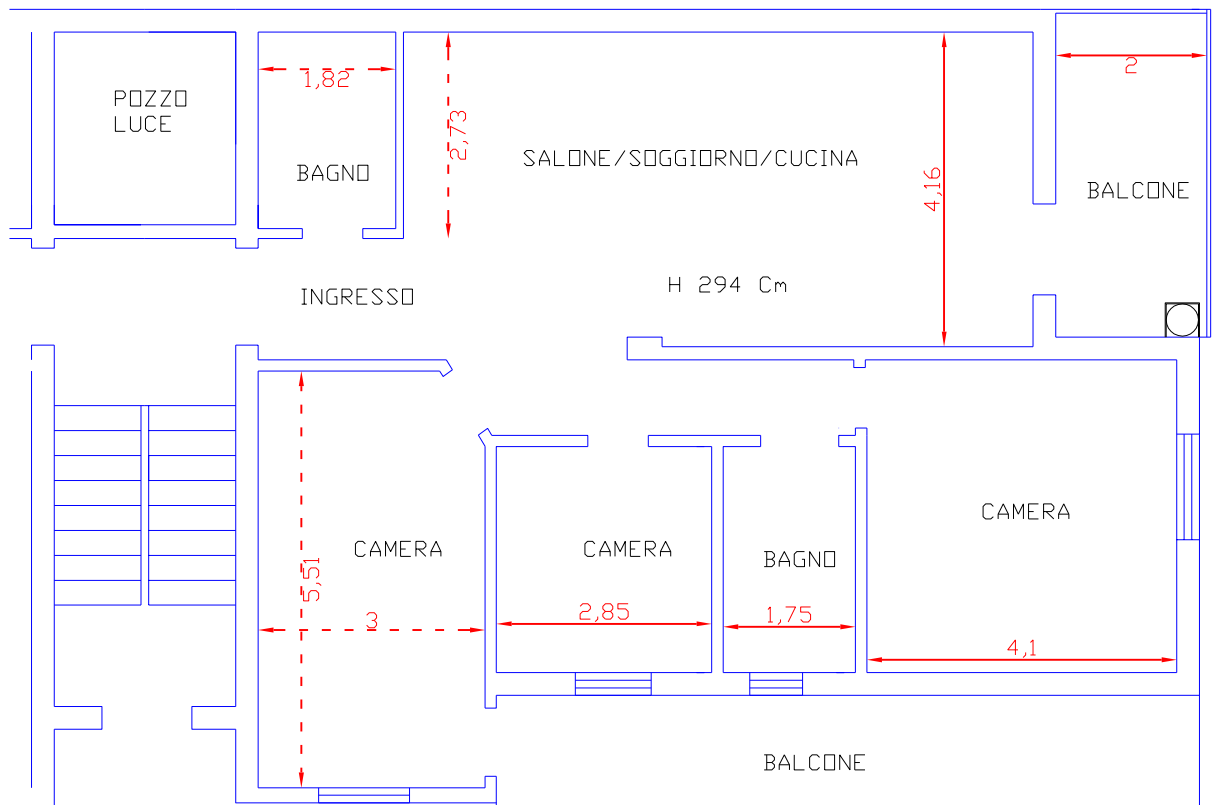 1,82
2
POZZO
LUCE
2,73
SALONE/SOGGIORNO/CUCINA
BAGNO
4,16
BALCONE
H 294 Cm
INGRESSO
CAMERA
CAMERA
CAMERA
BAGNO
5,51
3
2,85
1,75
4,1
BALCONE